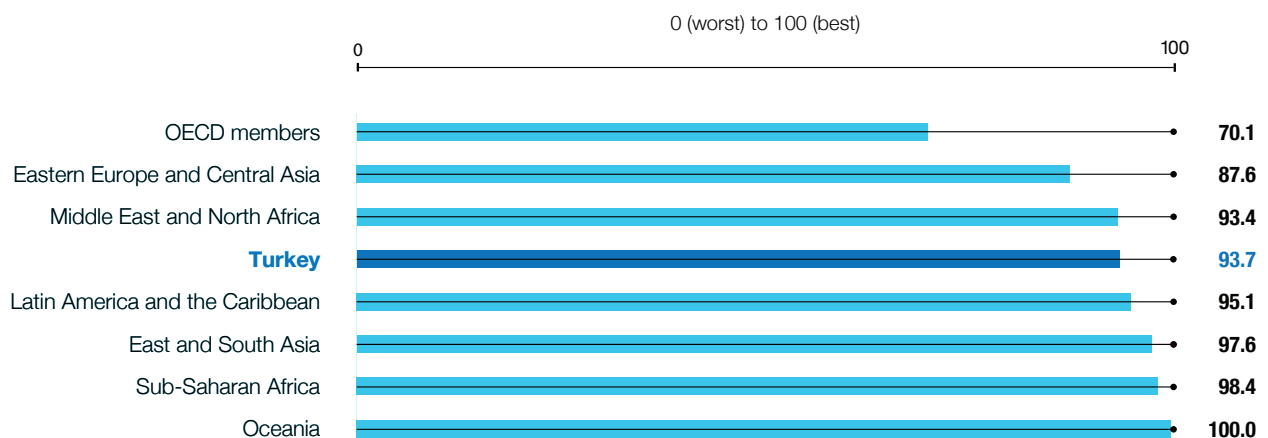 0 (worst) to 100 (best)
0 100
OECD members 70.1
Eastern Europe and Central Asia 87.6
Middle East and North Africa 93.4
Turkey 93.7
Latin America and the Caribbean 95.1
East and South Asia 97.6
Sub-Saharan Africa 98.4
Oceania 100.0